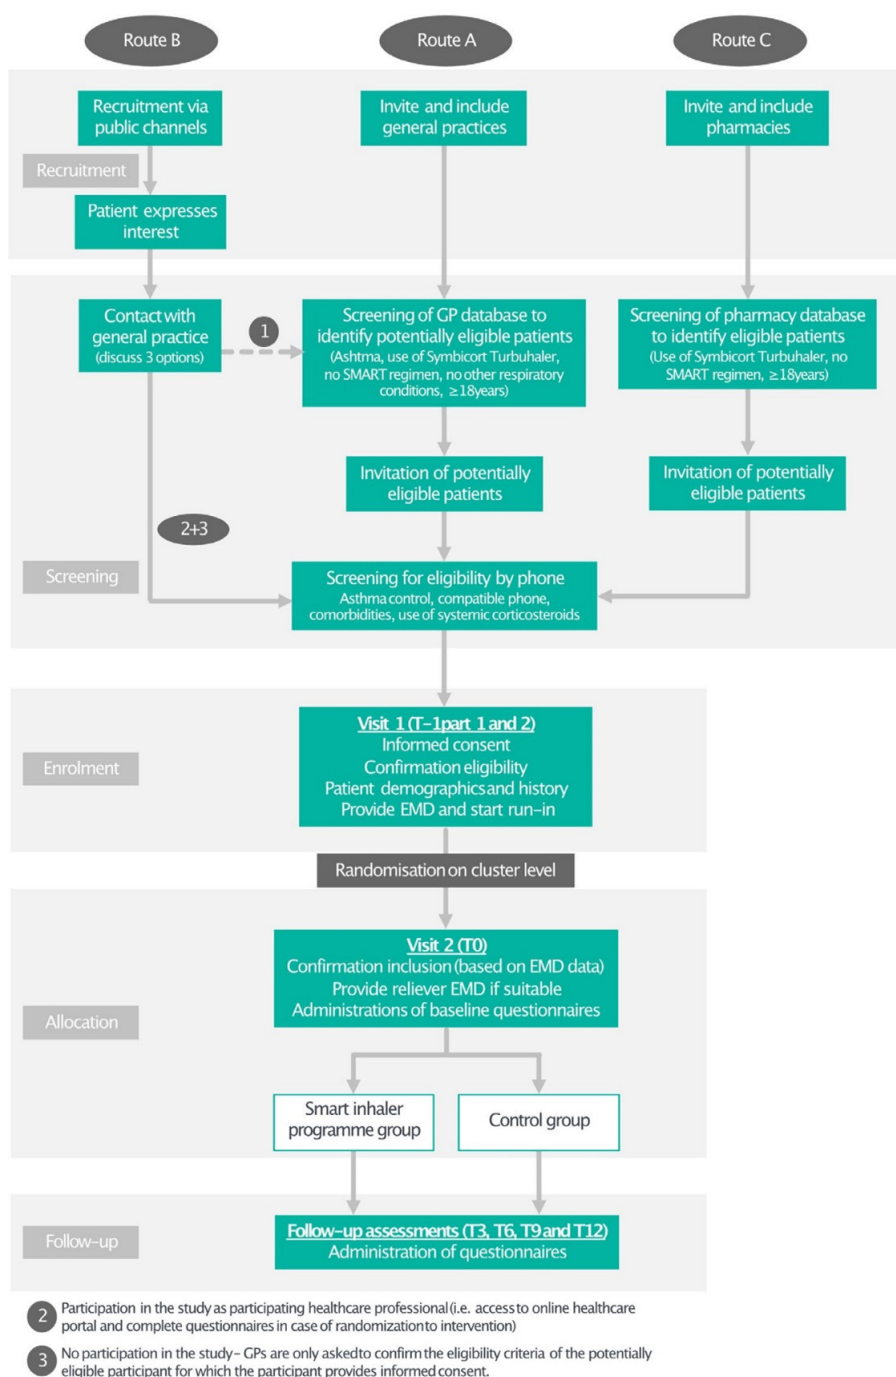 Route B
Route A
Route C
Recruitment via
public channels
Invite and include
general practices
Invite and include
pharmacies
Recruitment
Patient expresses
interest
Contact with
general practice
(discuss 3 options)
1
Screening of GP database to
identify potentially eligible patients
(Ashtma, use of Symbicort Turbuhaler,
no SMART regimen, no other respiratory
conditions, ≥18years)
Screening of pharmacy database
to identify eligible patients
(Use of Symbicort Turbuhaler, no
SMART regimen, ≥18years)
Invitation of potentially
eligible patients
Invitation of potentially
eligible patients
2+3
Screening
Screening for eligibility by phone
Asthma control, compatible phone,
comorbidities, use of systemic corticosteroids
Visit 1 (T-1part 1 and 2)
Informed consent
Confirmation eligibility
Patient demographics and history
Provide EMD and start run-in
Enrolment
Randomisation on cluster level
Visit 2 (T0)
Confirmation inclusion (based on EMD data)
Provide reliever EMD if suitable
Administrations of baseline questionnaires
Allocation
Smart inhaler
programme group
Control group
Follow-up
Follow-up assessments (T3, T6, T9 and T12)
Administration of questionnaires
2 Participation in the study as participating healthcare professional (i.e. access to online healthcare
portal and complete questionnaires in case of randomization to intervention)
3 No participation in the study - GPs are only asked to confirm the eligibility criteria of the potentially
eligible participant for which the participant provides informed consent.